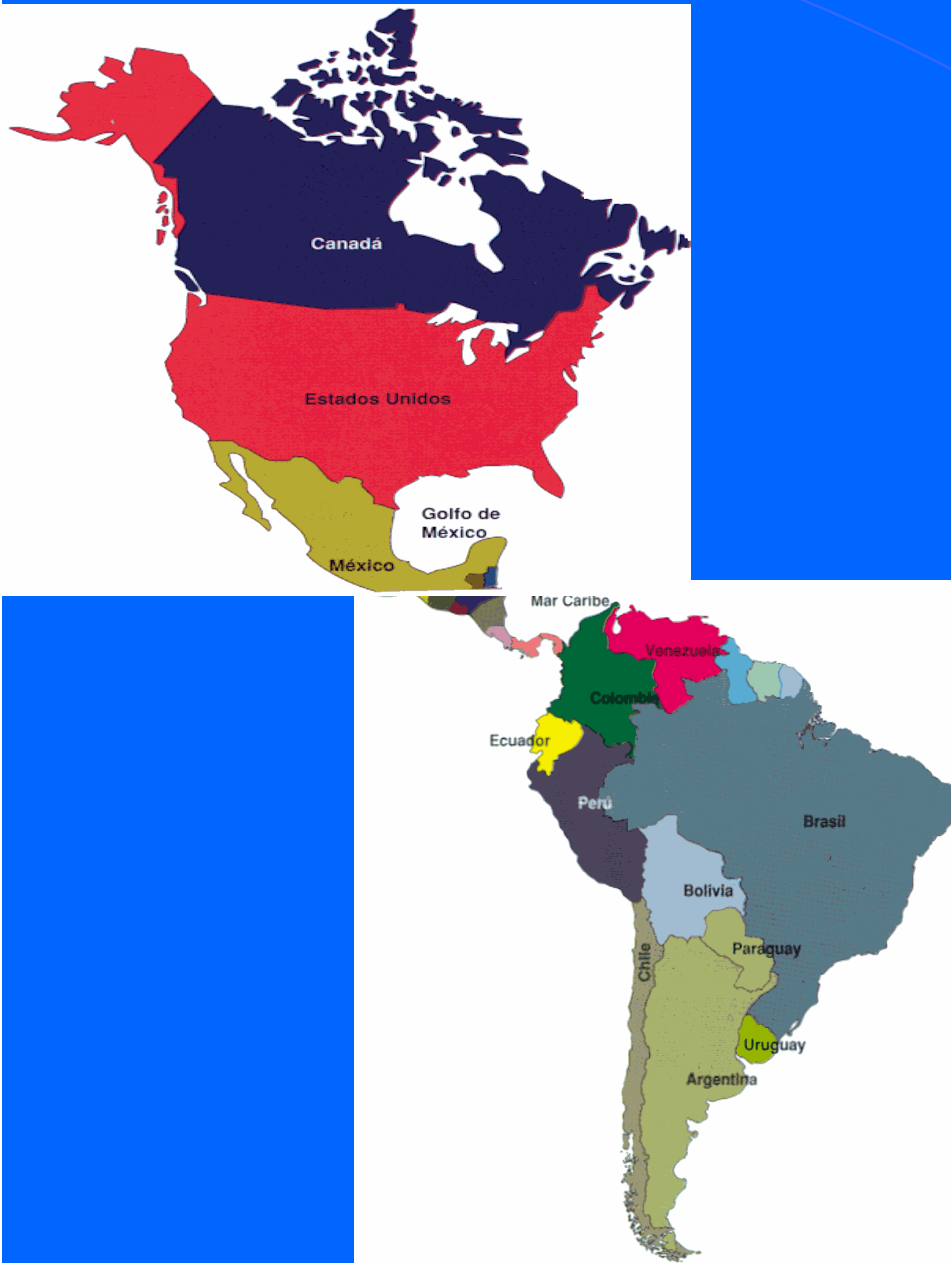 Canadá
Estados Unidos
Golfo de
México
México
Mar Caribe
Venezuela
Colombia
Ecuador
Perú
Brasil
Bolivia
Paraguay
Chile
Uruguay
Argentina